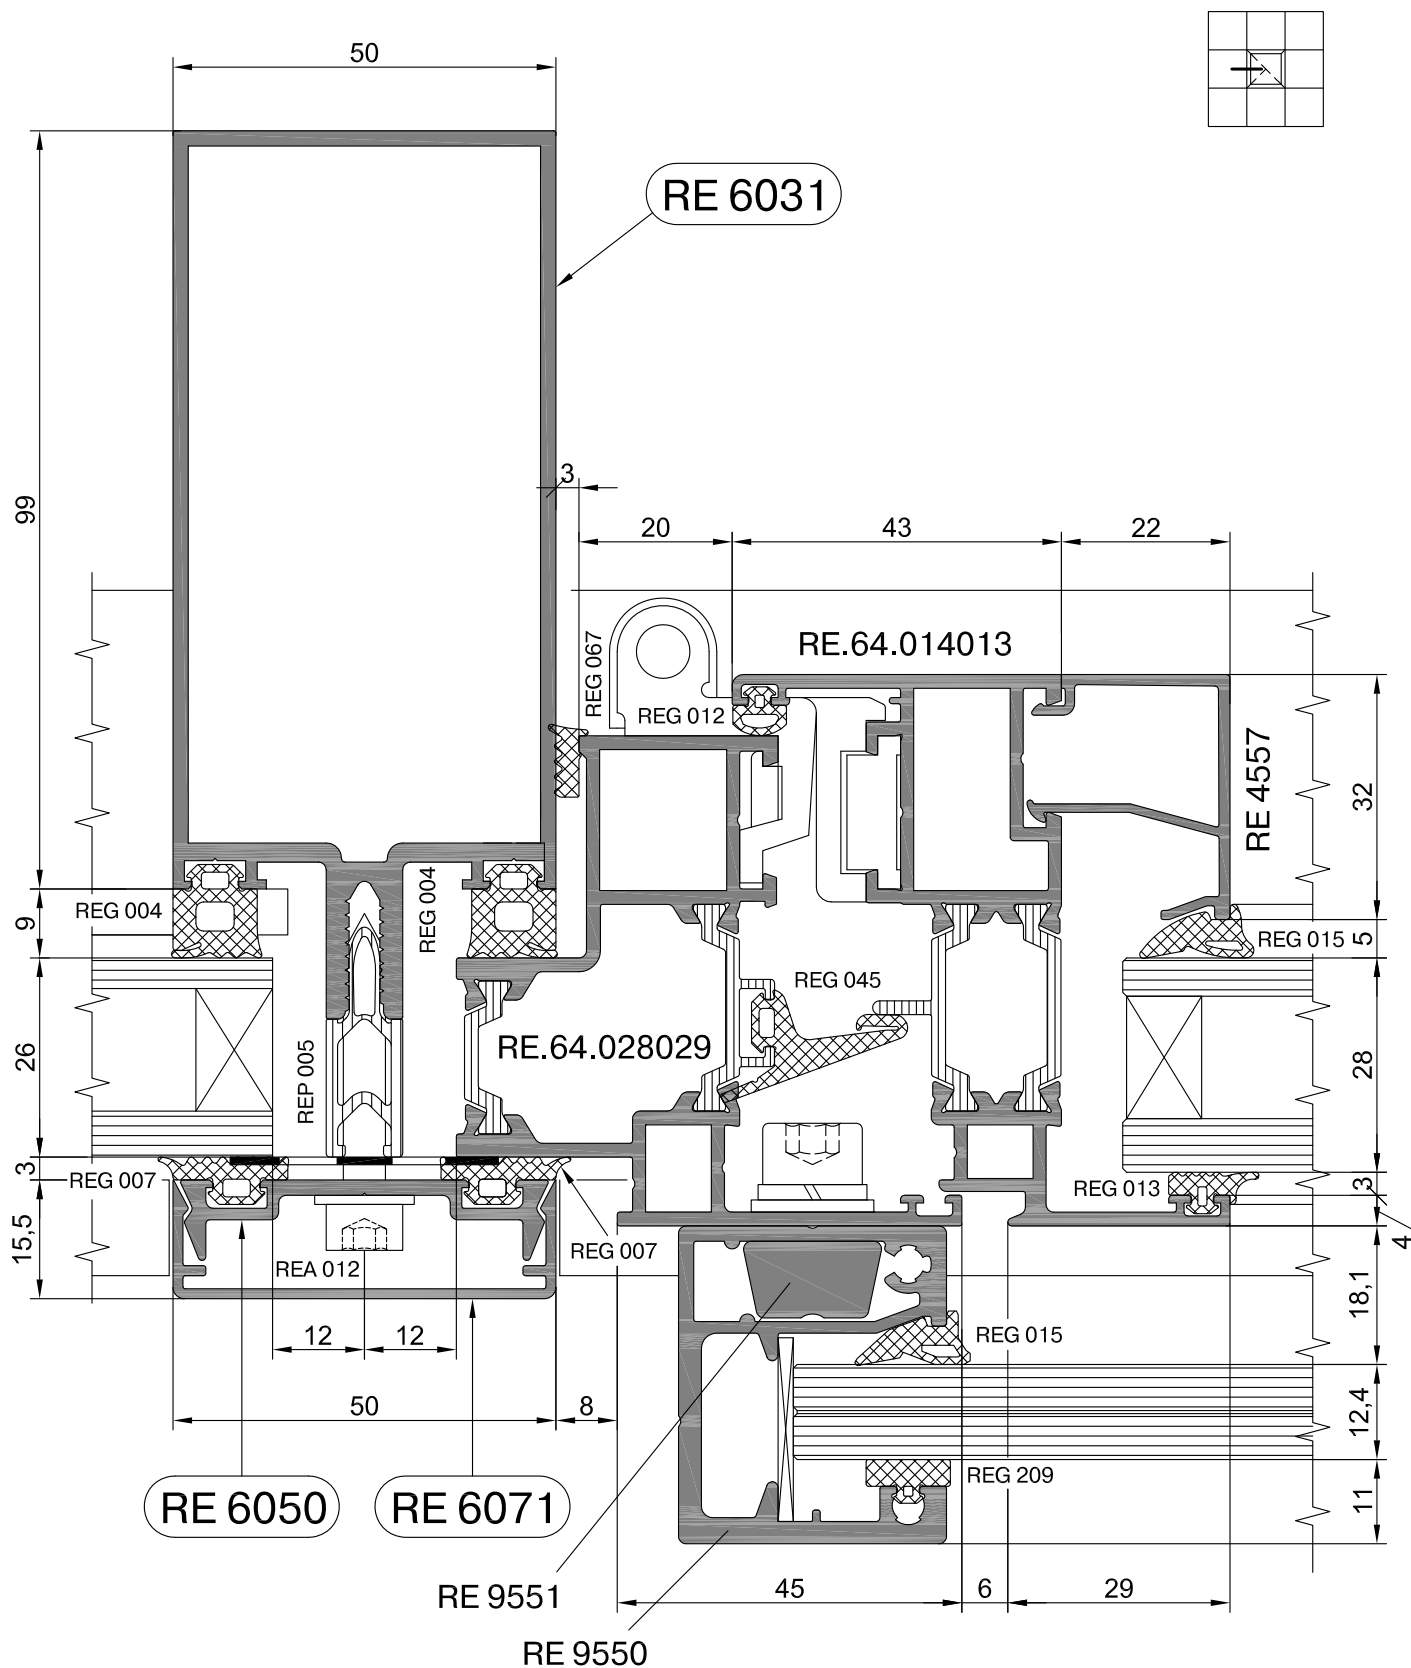 50
RE 6031
99
3
20
43
22
REG 067
RE.64.014013
REG 012
RE 4557
32
REG 004
REG 004
9
REG 015
5
REG 045
26
REP 005
RE.64.028029
28
3
REG 007
REG 013
3
4
15,5
REA 012
REG 007
18,1
12
12
REG 015
50
8
12,4
REG 209
11
RE 6050
RE 6071
RE 9551
45
6
29
RE 9550